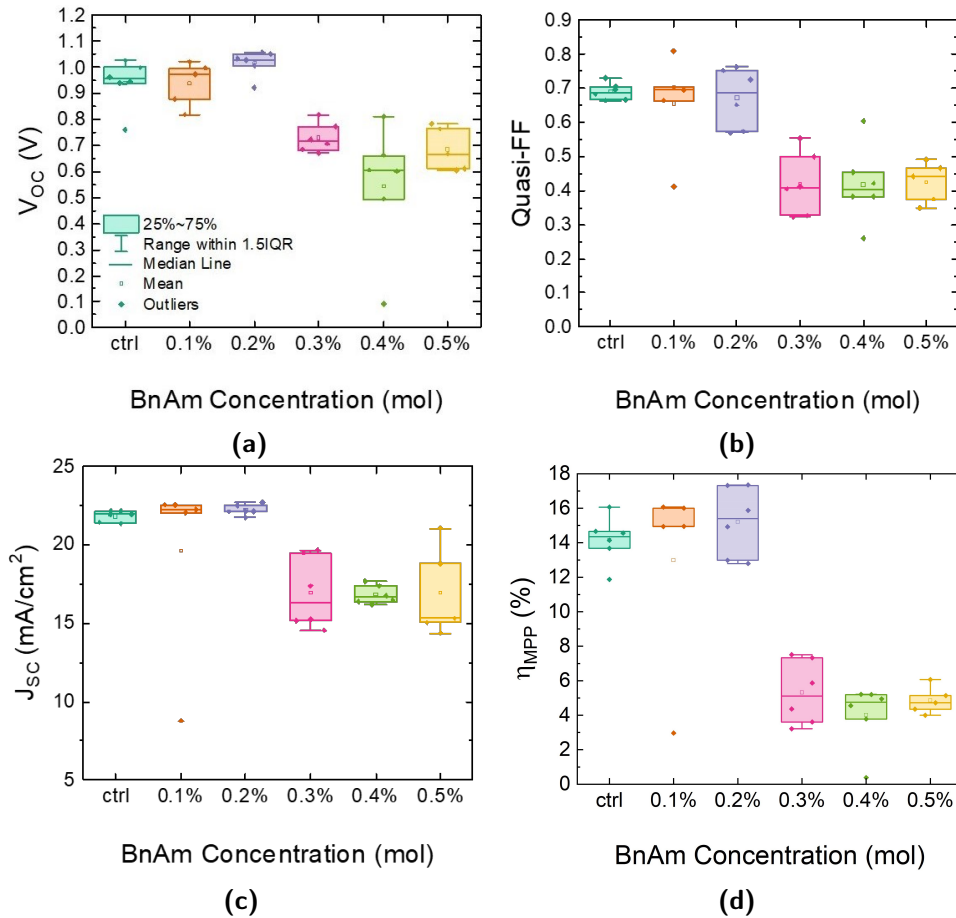 V_OC (V)
1.2
1.1
1.0
0.9
0.8
0.7
0.6
0.5
0.4
0.3
0.2
0.1
0.0
25%~75%
Range within 1.5IQR
Median Line
Mean
Outliers
ctrl 0.1% 0.2% 0.3% 0.4% 0.5%
BnAm Concentration (mol)
(a)
Quasi-FF
0.9
0.8
0.7
0.6
0.5
0.4
0.3
0.2
0.1
0.0
ctrl 0.1% 0.2% 0.3% 0.4% 0.5%
BnAm Concentration (mol)
(b)
J_SC (mA/cm²)
25
20
15
10
5
ctrl 0.1% 0.2% 0.3% 0.4% 0.5%
BnAm Concentration (mol)
(c)
η_MPP (%)
18
16
14
12
10
8
6
4
2
0
ctrl 0.1% 0.2% 0.3% 0.4% 0.5%
BnAm Concentration (mol)
(d)